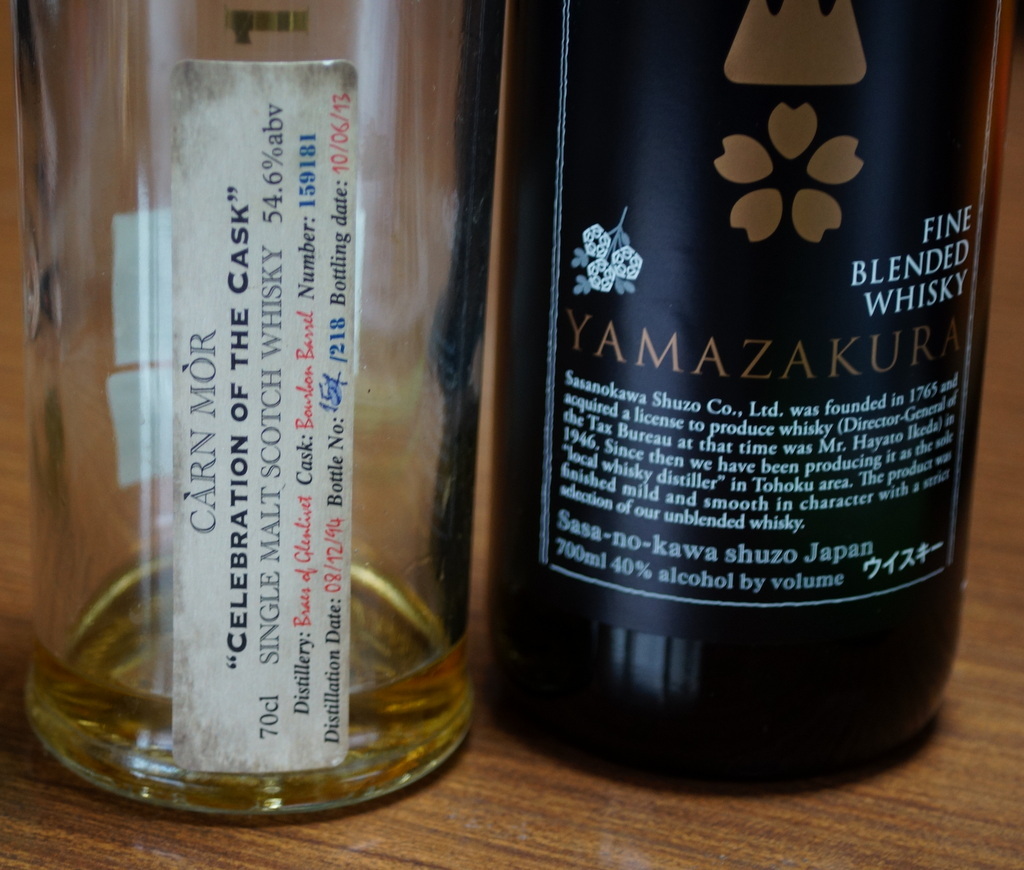 CÀRN MÒR
“CELEBRATION OF THE CASK”
70cl SINGLE MALT SCOTCH WHISKY 54.6%abv
Distillery: Braes of Glenlivet Cask: Bourbon Barrel Number: 159181
Distillation Date: 08/12/94 Bottle No: /218 Bottling date: 10/06/13
FINE
BLENDED
WHISKY
YAMAZAKURA
Sasanokawa Shuzo Co., Ltd. was founded in 1765 and
acquired a license to produce whisky (Director-General of
the Tax Bureau at that time was Mr. Hayato Ikeda) in
1946. Since then we have been producing it as the sole
"local whisky distiller" in Tohoku area. The product was
finished mild and smooth in character with a strict
selection of our unblended whisky.
Sasa-no-kawa shuzo Japan
700ml 40% alcohol by volume
ウイスキー